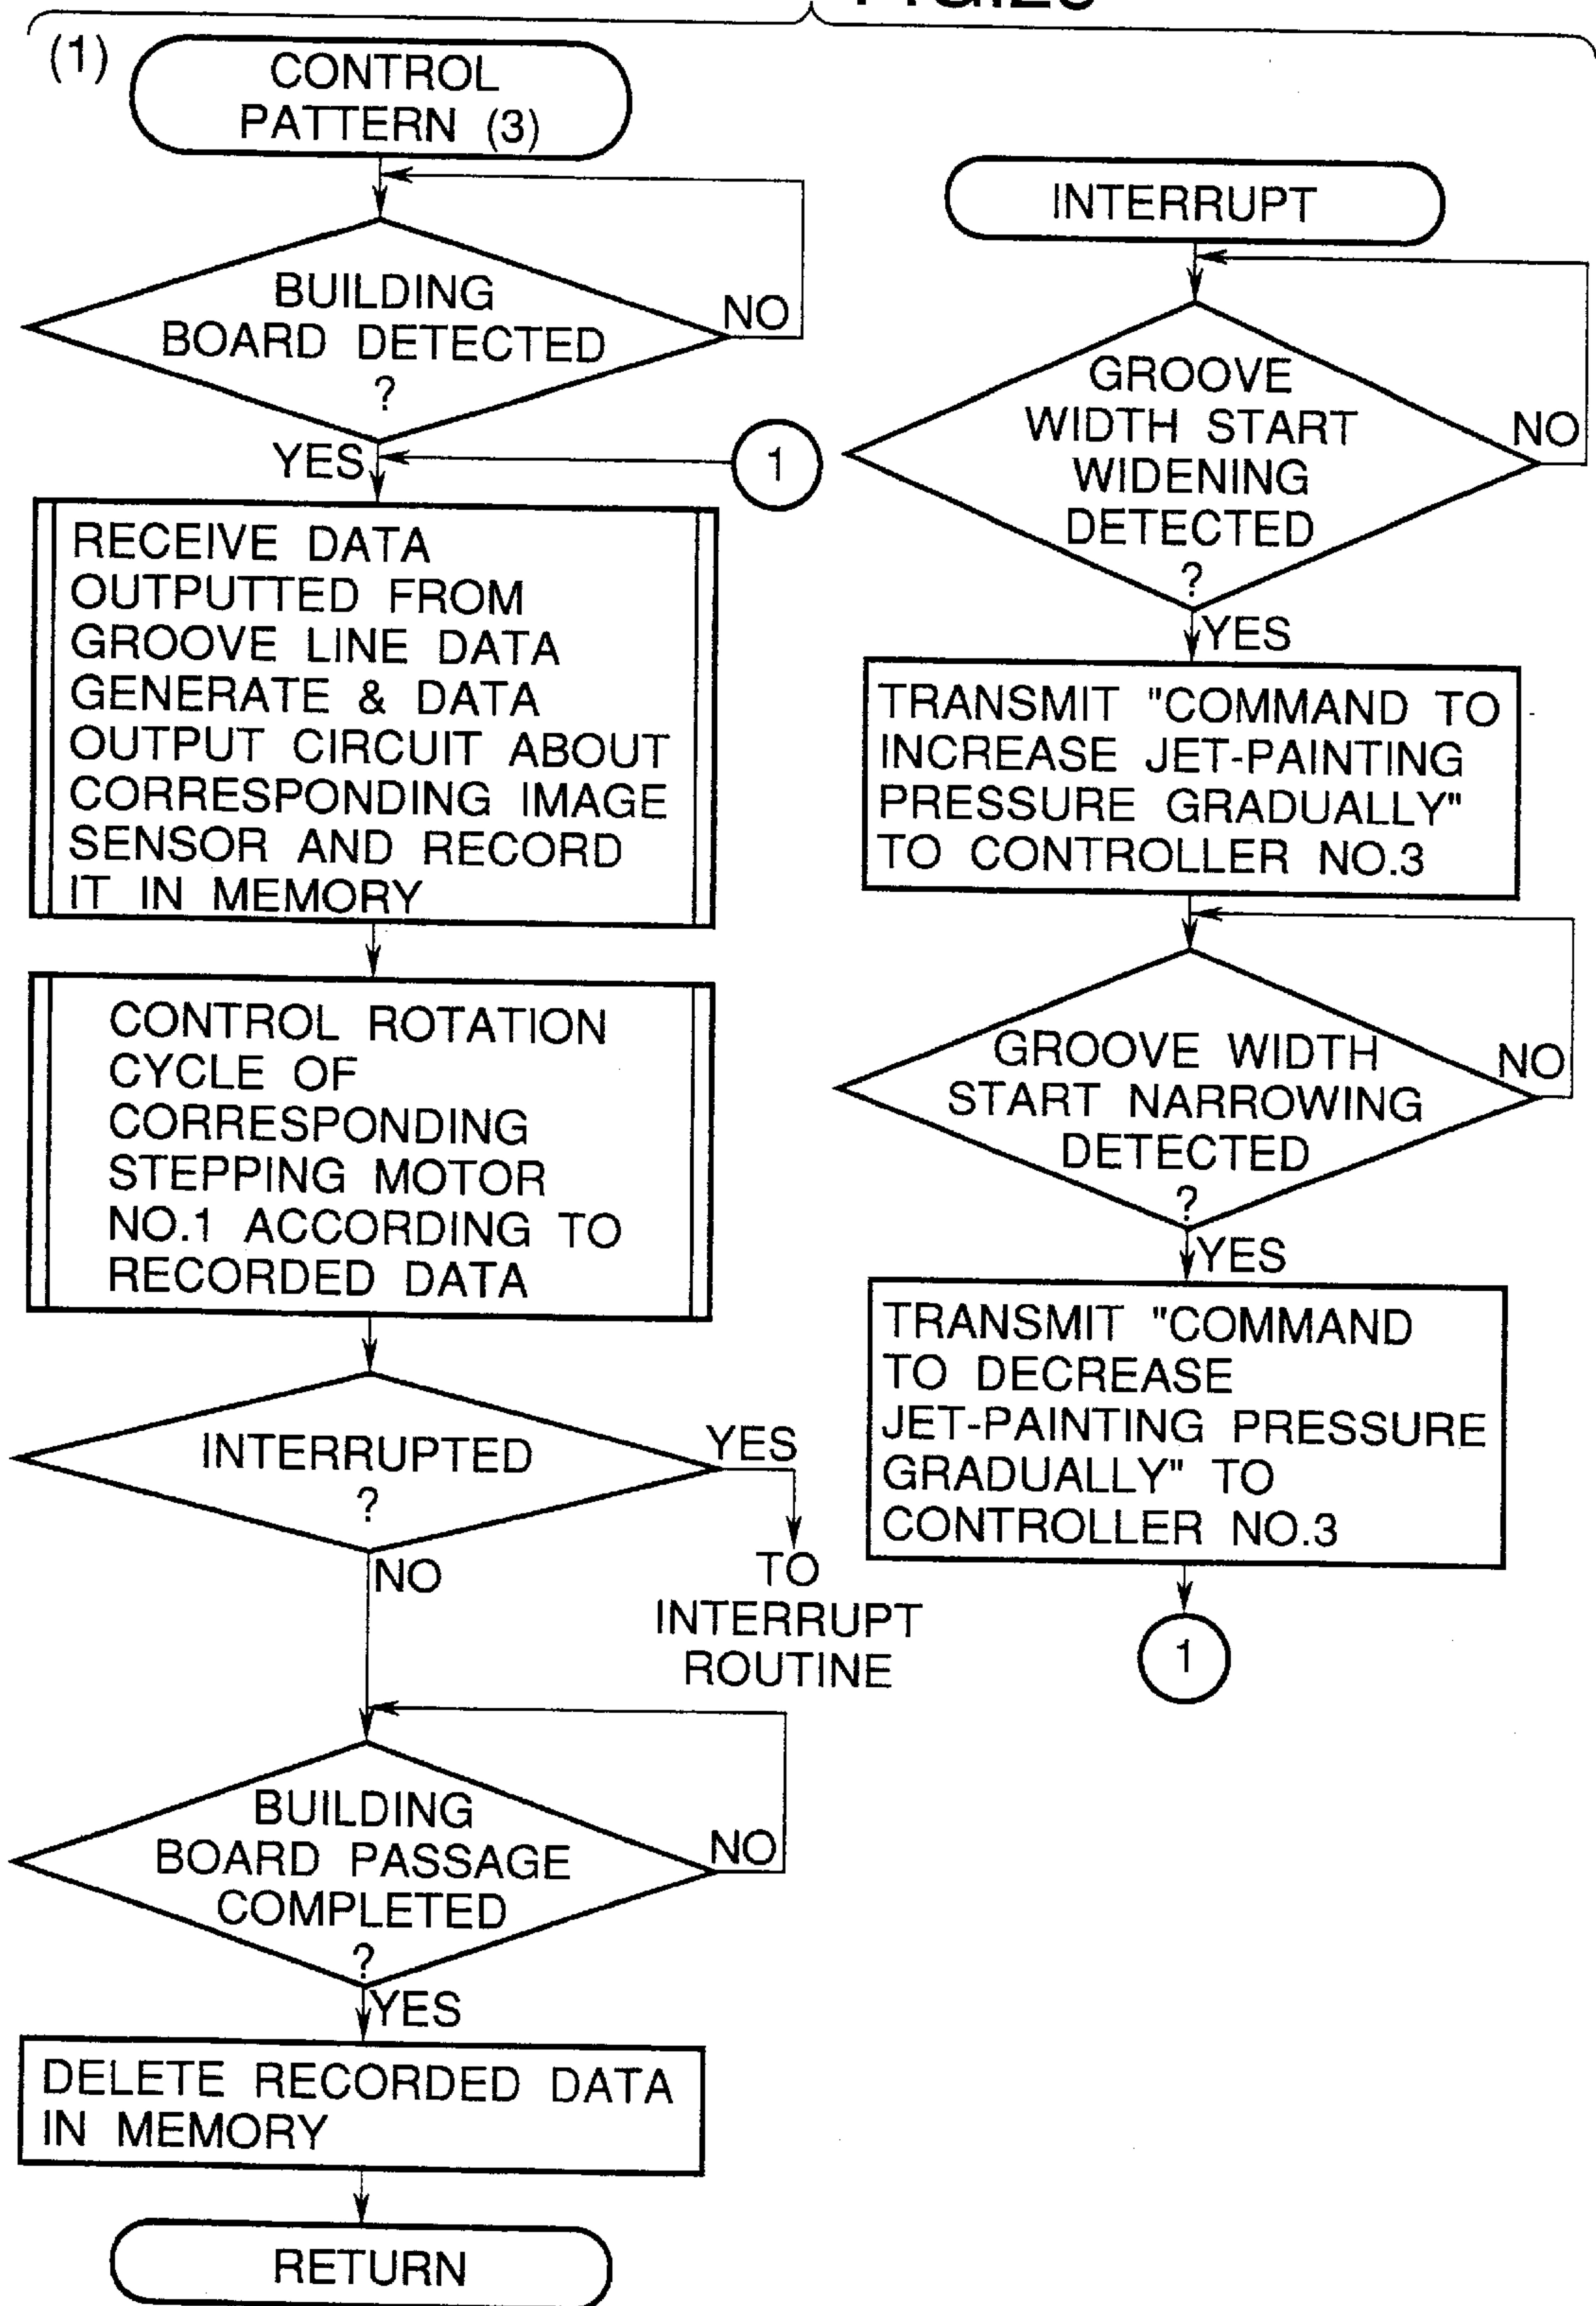 (1)
CONTROL
PATTERN (3)
BUILDING
BOARD DETECTED
?
NO
YES
1
RECEIVE DATA
OUTPUTTED FROM
GROOVE LINE DATA
GENERATE & DATA
OUTPUT CIRCUIT ABOUT
CORRESPONDING IMAGE
SENSOR AND RECORD
IT IN MEMORY
CONTROL ROTATION
CYCLE OF
CORRESPONDING
STEPPING MOTOR
NO.1 ACCORDING TO
RECORDED DATA
INTERRUPTED
?
YES
TO
INTERRUPT
ROUTINE
NO
BUILDING
BOARD PASSAGE
COMPLETED
?
NO
YES
DELETE RECORDED DATA
IN MEMORY
RETURN
INTERRUPT
GROOVE
WIDTH START
WIDENING
DETECTED
?
NO
YES
TRANSMIT "COMMAND TO
INCREASE JET-PAINTING
PRESSURE GRADUALLY"
TO CONTROLLER NO.3
GROOVE WIDTH
START NARROWING
DETECTED
?
NO
YES
TRANSMIT "COMMAND
TO DECREASE
JET-PAINTING PRESSURE
GRADUALLY" TO
CONTROLLER NO.3
1